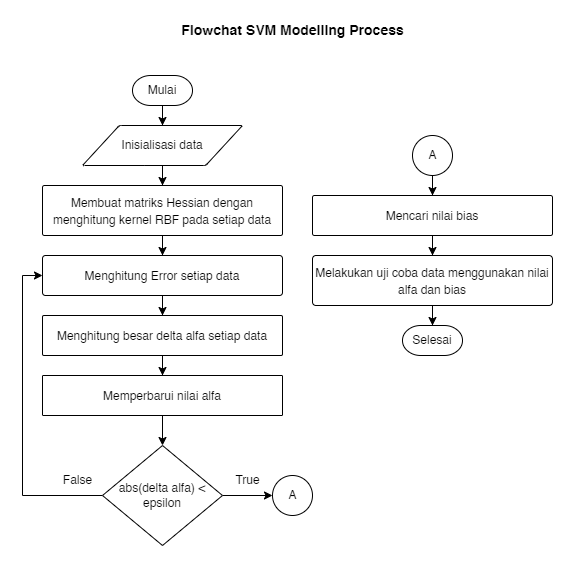 Flowchat SVM Modelling Process
Mulai
Inisialisasi data
Membuat matriks Hessian dengan
menghitung kernel RBF pada setiap data
Menghitung Error setiap data
Menghitung besar delta alfa setiap data
Memperbarui nilai alfa
False
abs(delta alfa) <
epsilon
True
A
A
Mencari nilai bias
Melakukan uji coba data menggunakan nilai
alfa dan bias
Selesai